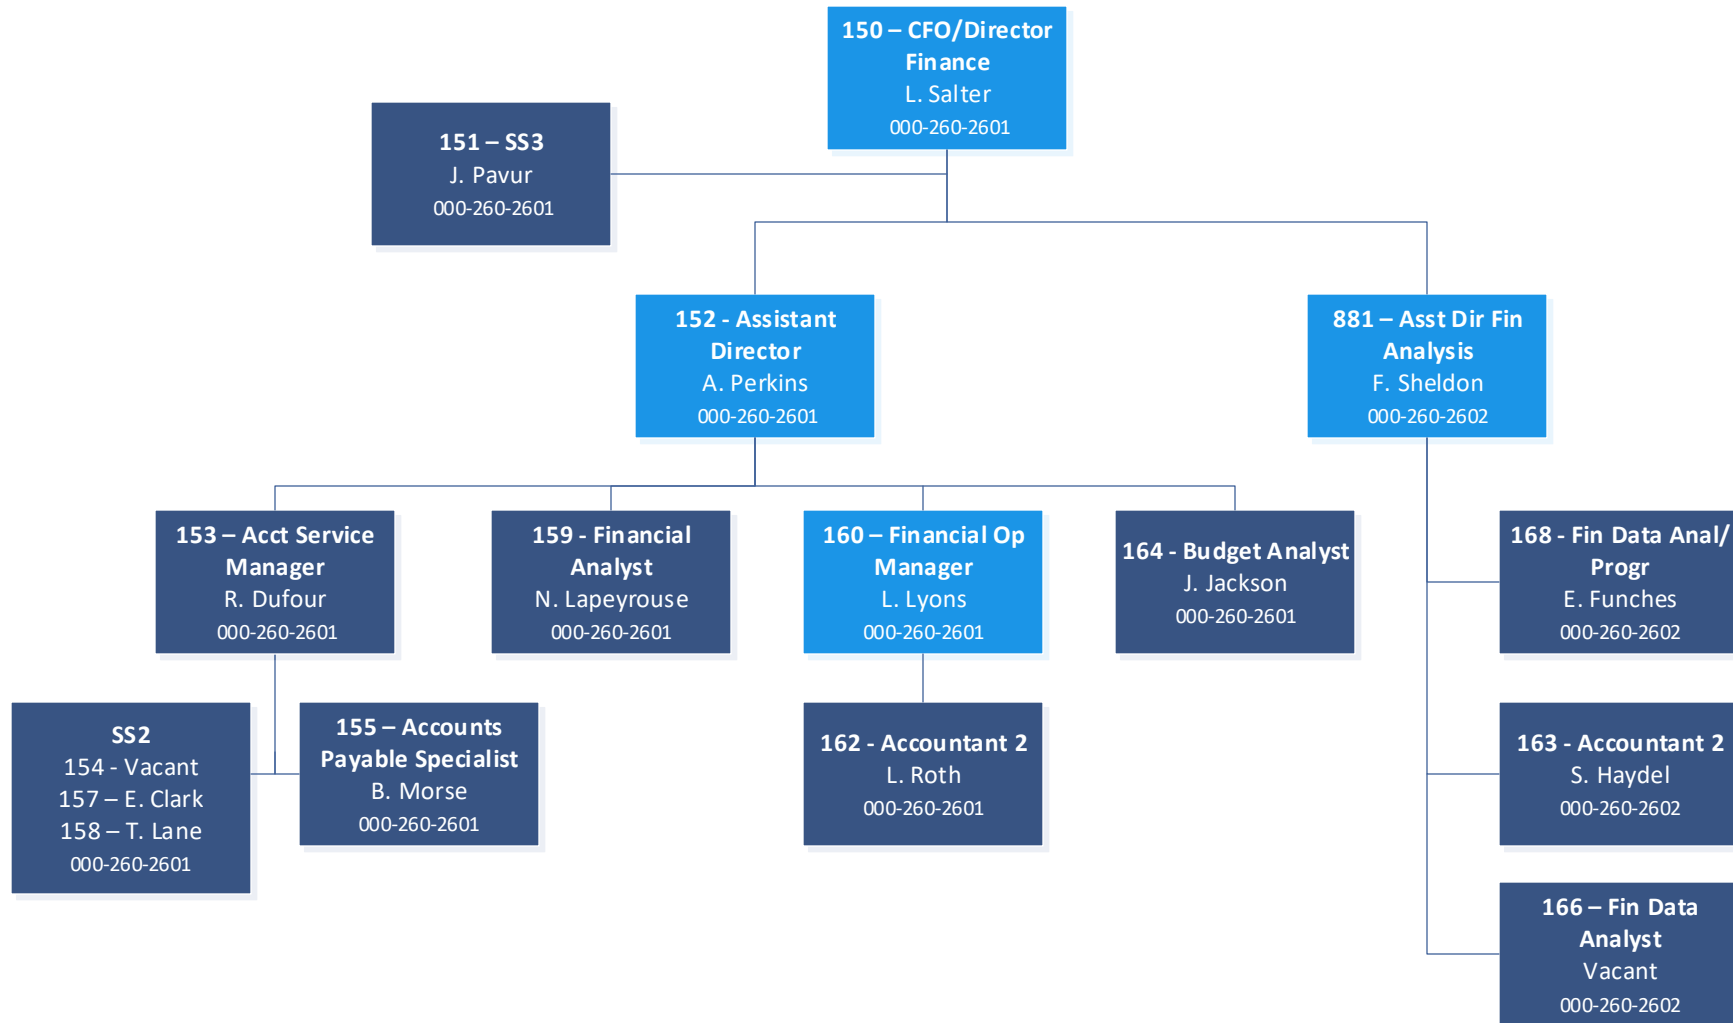 150 – CFO/Director
Finance
L. Salter
000-260-2601
151 – SS3
J. Pavur
000-260-2601
152 - Assistant
Director
A. Perkins
000-260-2601
881 – Asst Dir Fin
Analysis
F. Sheldon
000-260-2602
153 – Acct Service
Manager
R. Dufour
000-260-2601
159 - Financial
Analyst
N. Lapeyrouse
000-260-2601
160 – Financial Op
Manager
L. Lyons
000-260-2601
164 - Budget Analyst
J. Jackson
000-260-2601
168 - Fin Data Anal/
Progr
E. Funches
000-260-2602
SS2
154 - Vacant
157 – E. Clark
158 – T. Lane
000-260-2601
155 – Accounts
Payable Specialist
B. Morse
000-260-2601
162 - Accountant 2
L. Roth
000-260-2601
163 - Accountant 2
S. Haydel
000-260-2602
166 – Fin Data
Analyst
Vacant
000-260-2602